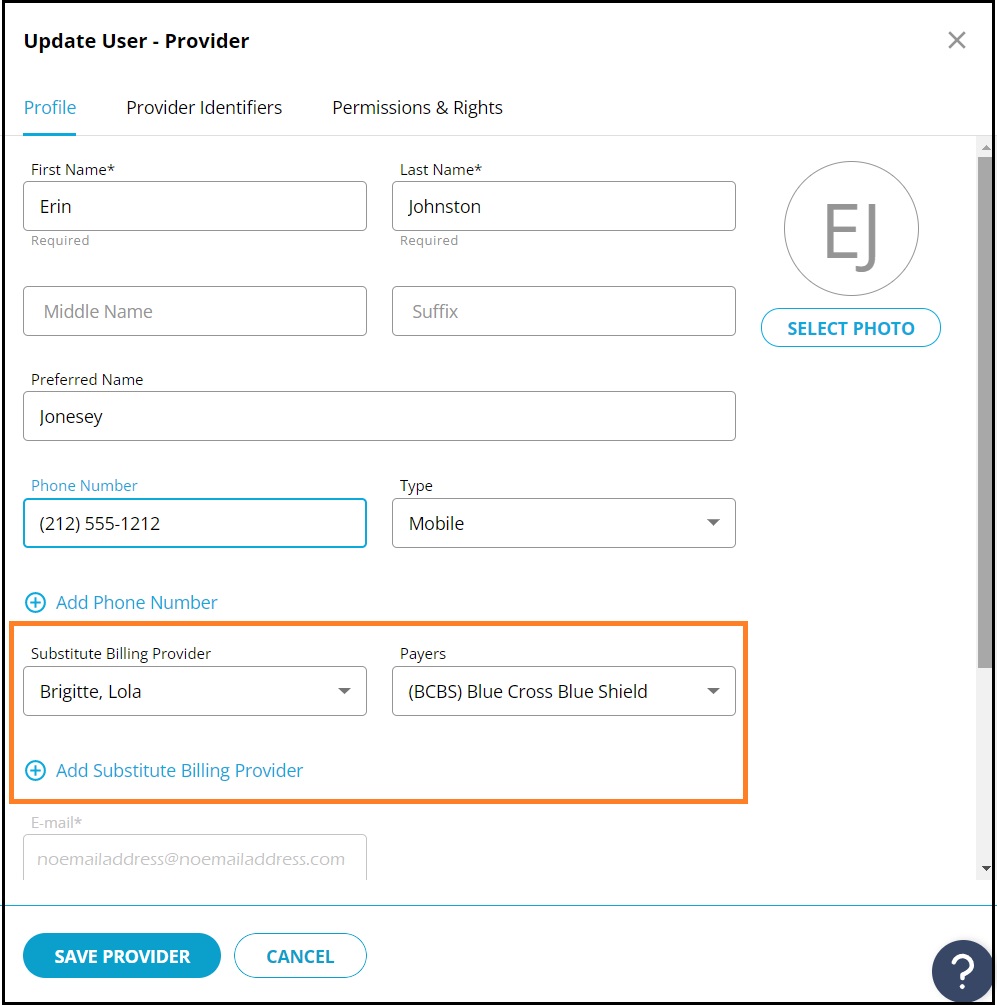 Update User - Provider
Profile Provider Identifiers Permissions & Rights
First Name* Last Name*
Erin Johnston
Required Required
EJ
Middle Name Suffix
SELECT PHOTO
Preferred Name
Jonesey
Phone Number Type
(212) 555-1212 Mobile
Add Phone Number
Substitute Billing Provider Payers
Brigitte, Lola (BCBS) Blue Cross Blue Shield
Add Substitute Billing Provider
E-mail*
noemailaddress@noemailaddress.com
SAVE PROVIDER CANCEL
?